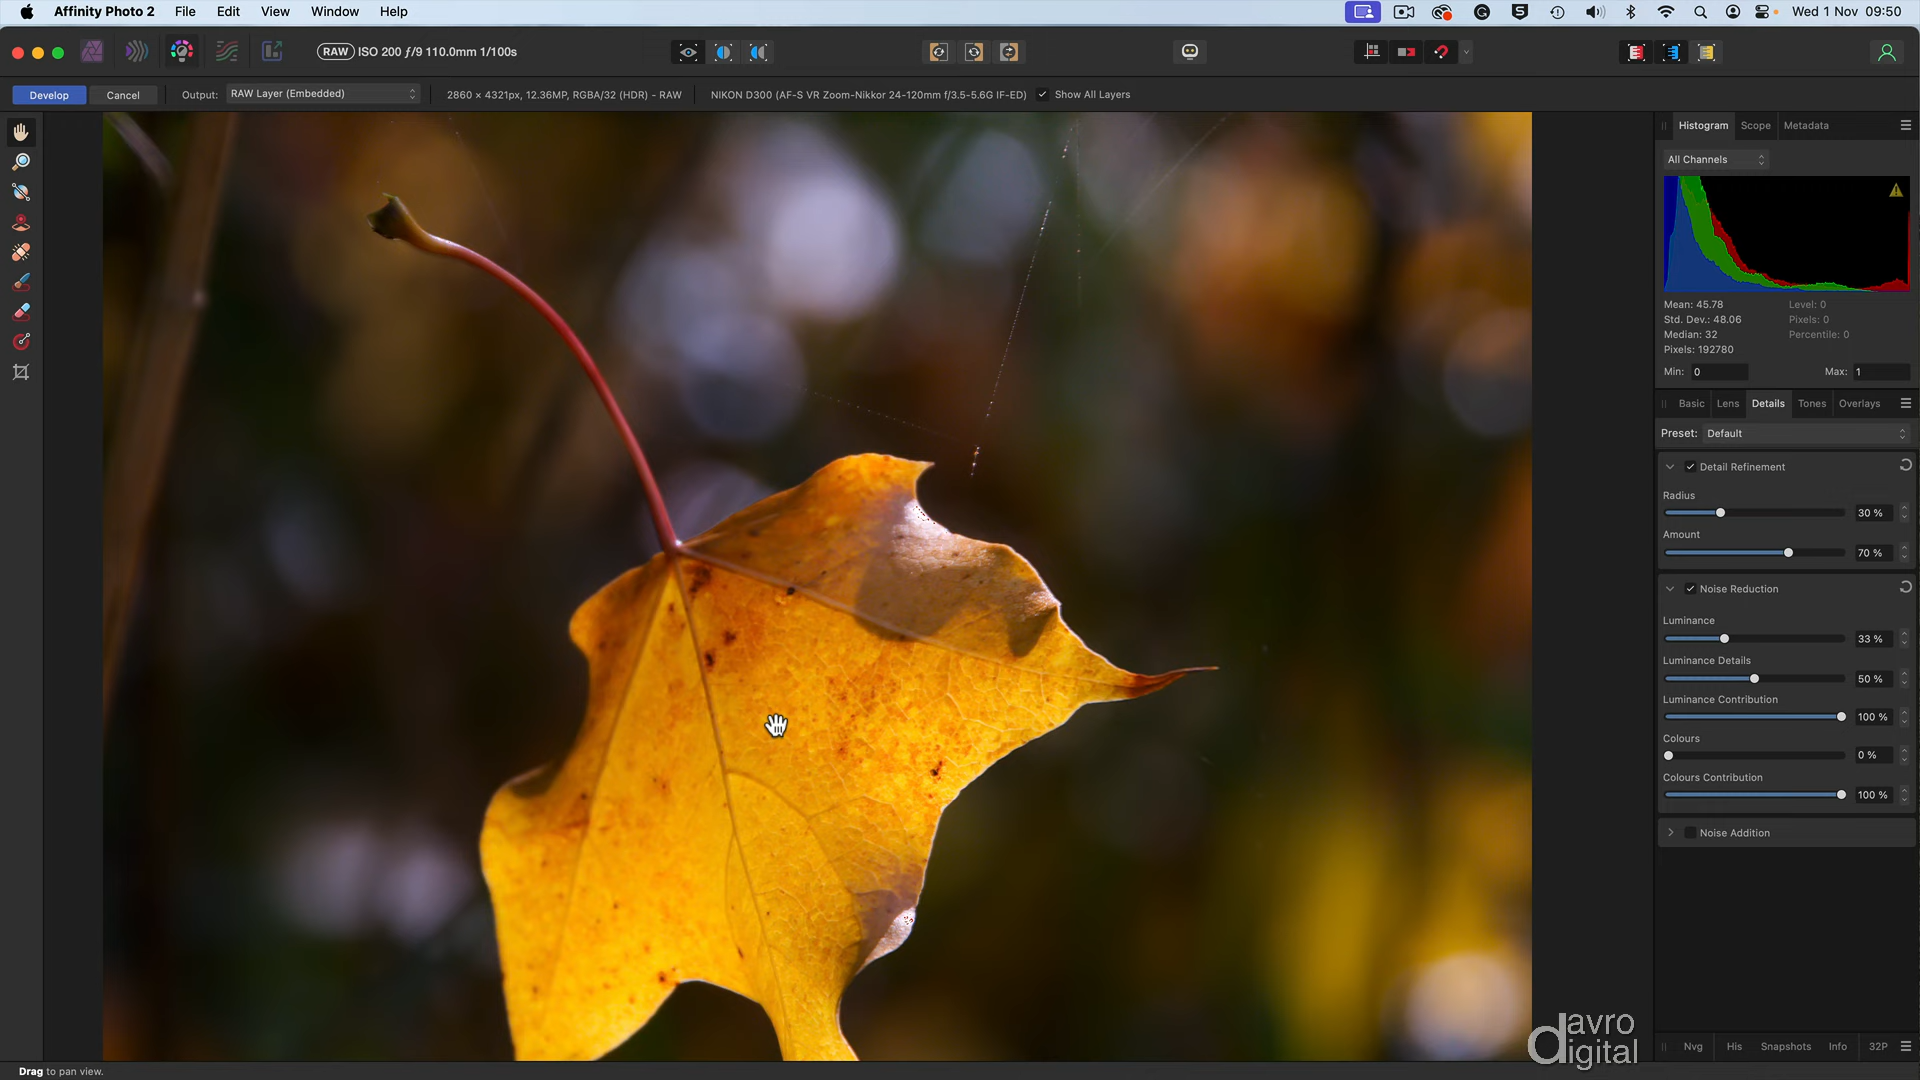 Affinity Photo 2 File Edit View Window Help Wed 1 Nov 09:50
RAW ISO 200 ƒ/9 110.0mm 1/100s
Develop Cancel Output: RAW Layer (Embedded) 2860 × 4321px, 12.36MP, RGBA/32 (HDR) - RAW NIKON D300 (AF-S VR Zoom-Nikkor 24-120mm f/3.5-5.6G IF-ED) Show All Layers
Histogram Scope Metadata
All Channels
Mean: 45.78 Level: 0
Std. Dev.: 48.06 Pixels: 0
Median: 32 Percentile: 0
Pixels: 192780
Min: 0 Max: 1
Basic Lens Details Tones Overlays
Preset: Default
Detail Refinement
Radius
30 %
Amount
70 %
Noise Reduction
Luminance
33 %
Luminance Details
50 %
Luminance Contribution
100 %
Colours
0 %
Colours Contribution
100 %
Noise Addition
davro
digital
Nvg His Snapshots Info 32P
Drag to pan view.